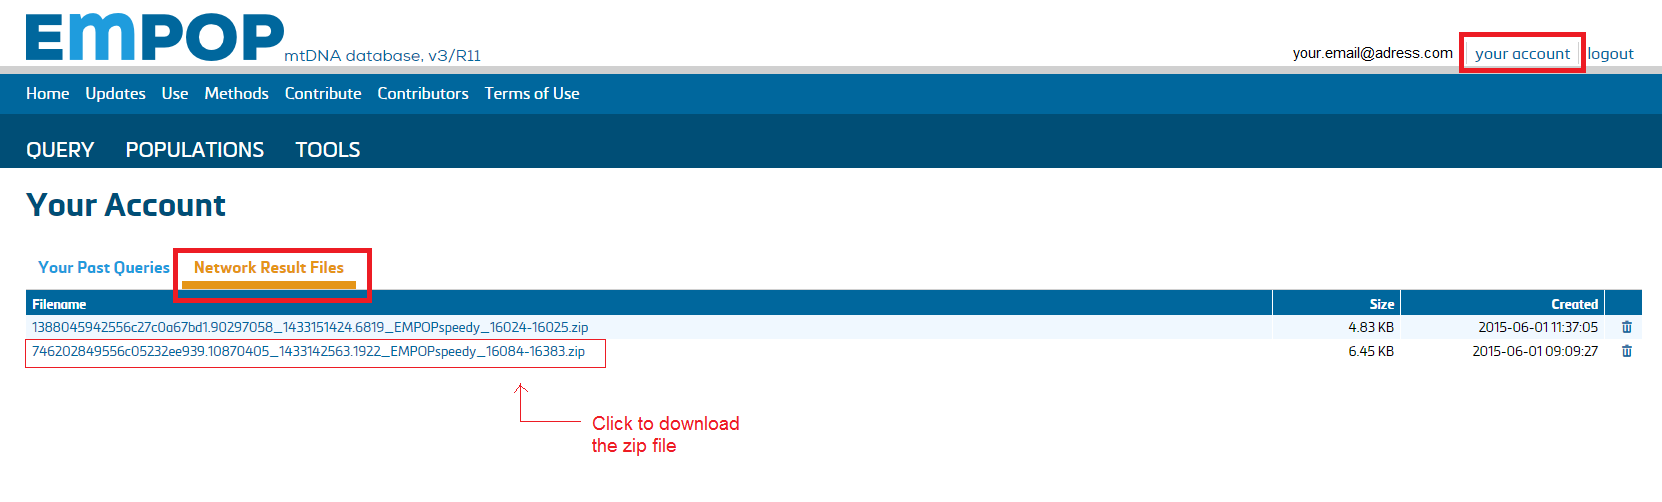 EMPOP mtDNA database, v3/R11
your.email@adress.com your account logout
Home Updates Use Methods Contribute Contributors Terms of Use
QUERY POPULATIONS TOOLS
Your Account
Your Past Queries Network Result Files
Filename Size Created
1388045942556c27c0a67bd1.90297058_1433151424.6819_EMPOPspeedy_16024-16025.zip 4.83 KB 2015-06-01 11:37:05
746202849556c05232ee939.10870405_1433142563.1922_EMPOPspeedy_16084-16383.zip 6.45 KB 2015-06-01 09:09:27
Click to download
the zip file